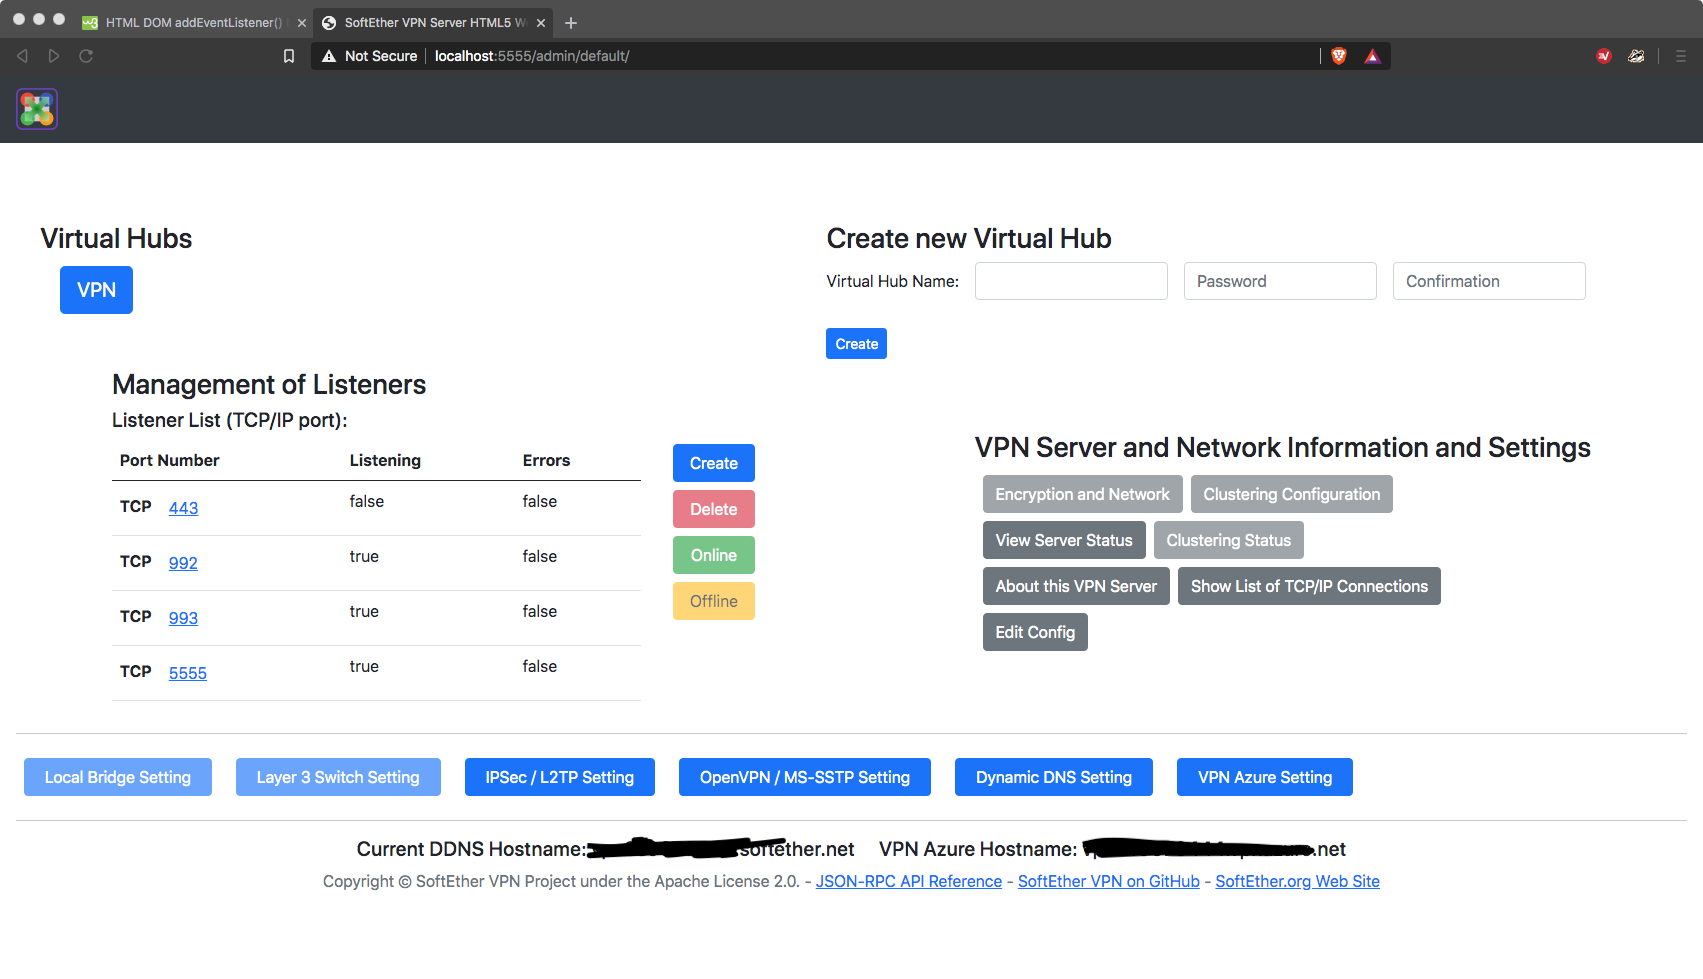 HTML DOM addEventListener()
SoftEther VPN Server HTML5 W
Not Secure
localhost:5555/admin/default/
Virtual Hubs
VPN
Create new Virtual Hub
Virtual Hub Name:
Password
Confirmation
Create
Management of Listeners
Listener List (TCP/IP port):
Port Number Listening Errors
TCP 443 false false
TCP 992 true false
TCP 993 true false
TCP 5555 true false
Create
Delete
Online
Offline
VPN Server and Network Information and Settings
Encryption and Network Clustering Configuration
View Server Status Clustering Status
About this VPN Server Show List of TCP/IP Connections
Edit Config
Local Bridge Setting Layer 3 Switch Setting IPSec / L2TP Setting OpenVPN / MS-SSTP Setting Dynamic DNS Setting VPN Azure Setting
Current DDNS Hostname: .softether.net VPN Azure Hostname: .net
Copyright © SoftEther VPN Project under the Apache License 2.0. - JSON-RPC API Reference - SoftEther VPN on GitHub - SoftEther.org Web Site